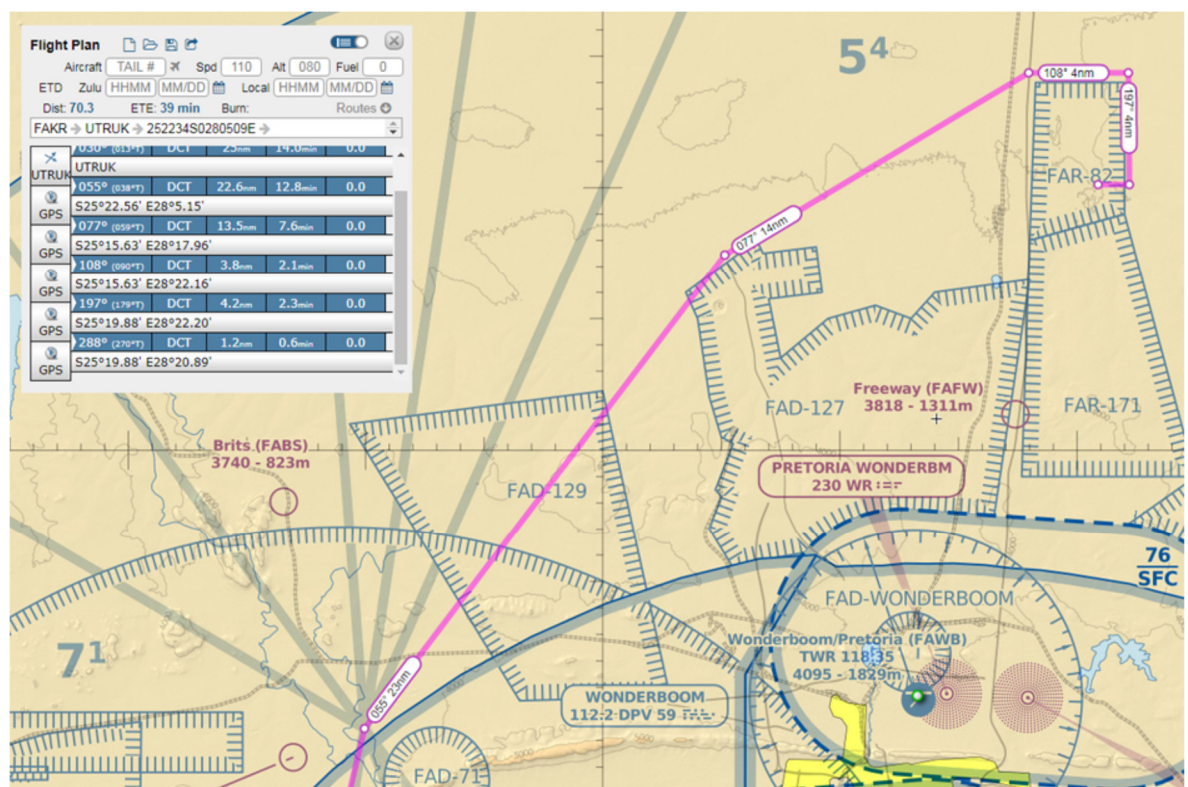 Flight Plan
Aircraft TAIL # Spd 110 Alt 080 Fuel 0
ETD Zulu HHMM MM/DD Local HHMM MM/DD
Dist: 70.3 ETE: 39 min Burn: Routes
FAKR → UTRUK → 252234S0280509E →
030° (013°T) DCT 25nm 14.0min 0.0
UTRUK UTRUK
055° (038°T) DCT 22.6nm 12.8min 0.0
GPS S25°22.56' E28°5.15'
077° (059°T) DCT 13.5nm 7.6min 0.0
GPS S25°15.63' E28°17.96'
108° (090°T) DCT 3.8nm 2.1min 0.0
GPS S25°15.63' E28°22.16'
197° (179°T) DCT 4.2nm 2.3min 0.0
GPS S25°19.88' E28°22.20'
288° (270°T) DCT 1.2nm 0.6min 0.0
GPS S25°19.88' E28°20.89'
5⁴
108° 4nm
197° 4nm
FAR-82
077° 14nm
FAD-127
Freeway (FAFW)
3818 - 1311m
FAR-171
Brits (FABS)
3740 - 823m
FAD-129
PRETORIA WONDERBM
230 WR
76
SFC
FAD-WONDERBOOM
7¹
Wonderboom/Pretoria (FAWB)
TWR 118.35
4095 - 1829m
055° 23nm
WONDERBOOM
112.2 DPV 59
FAD-71